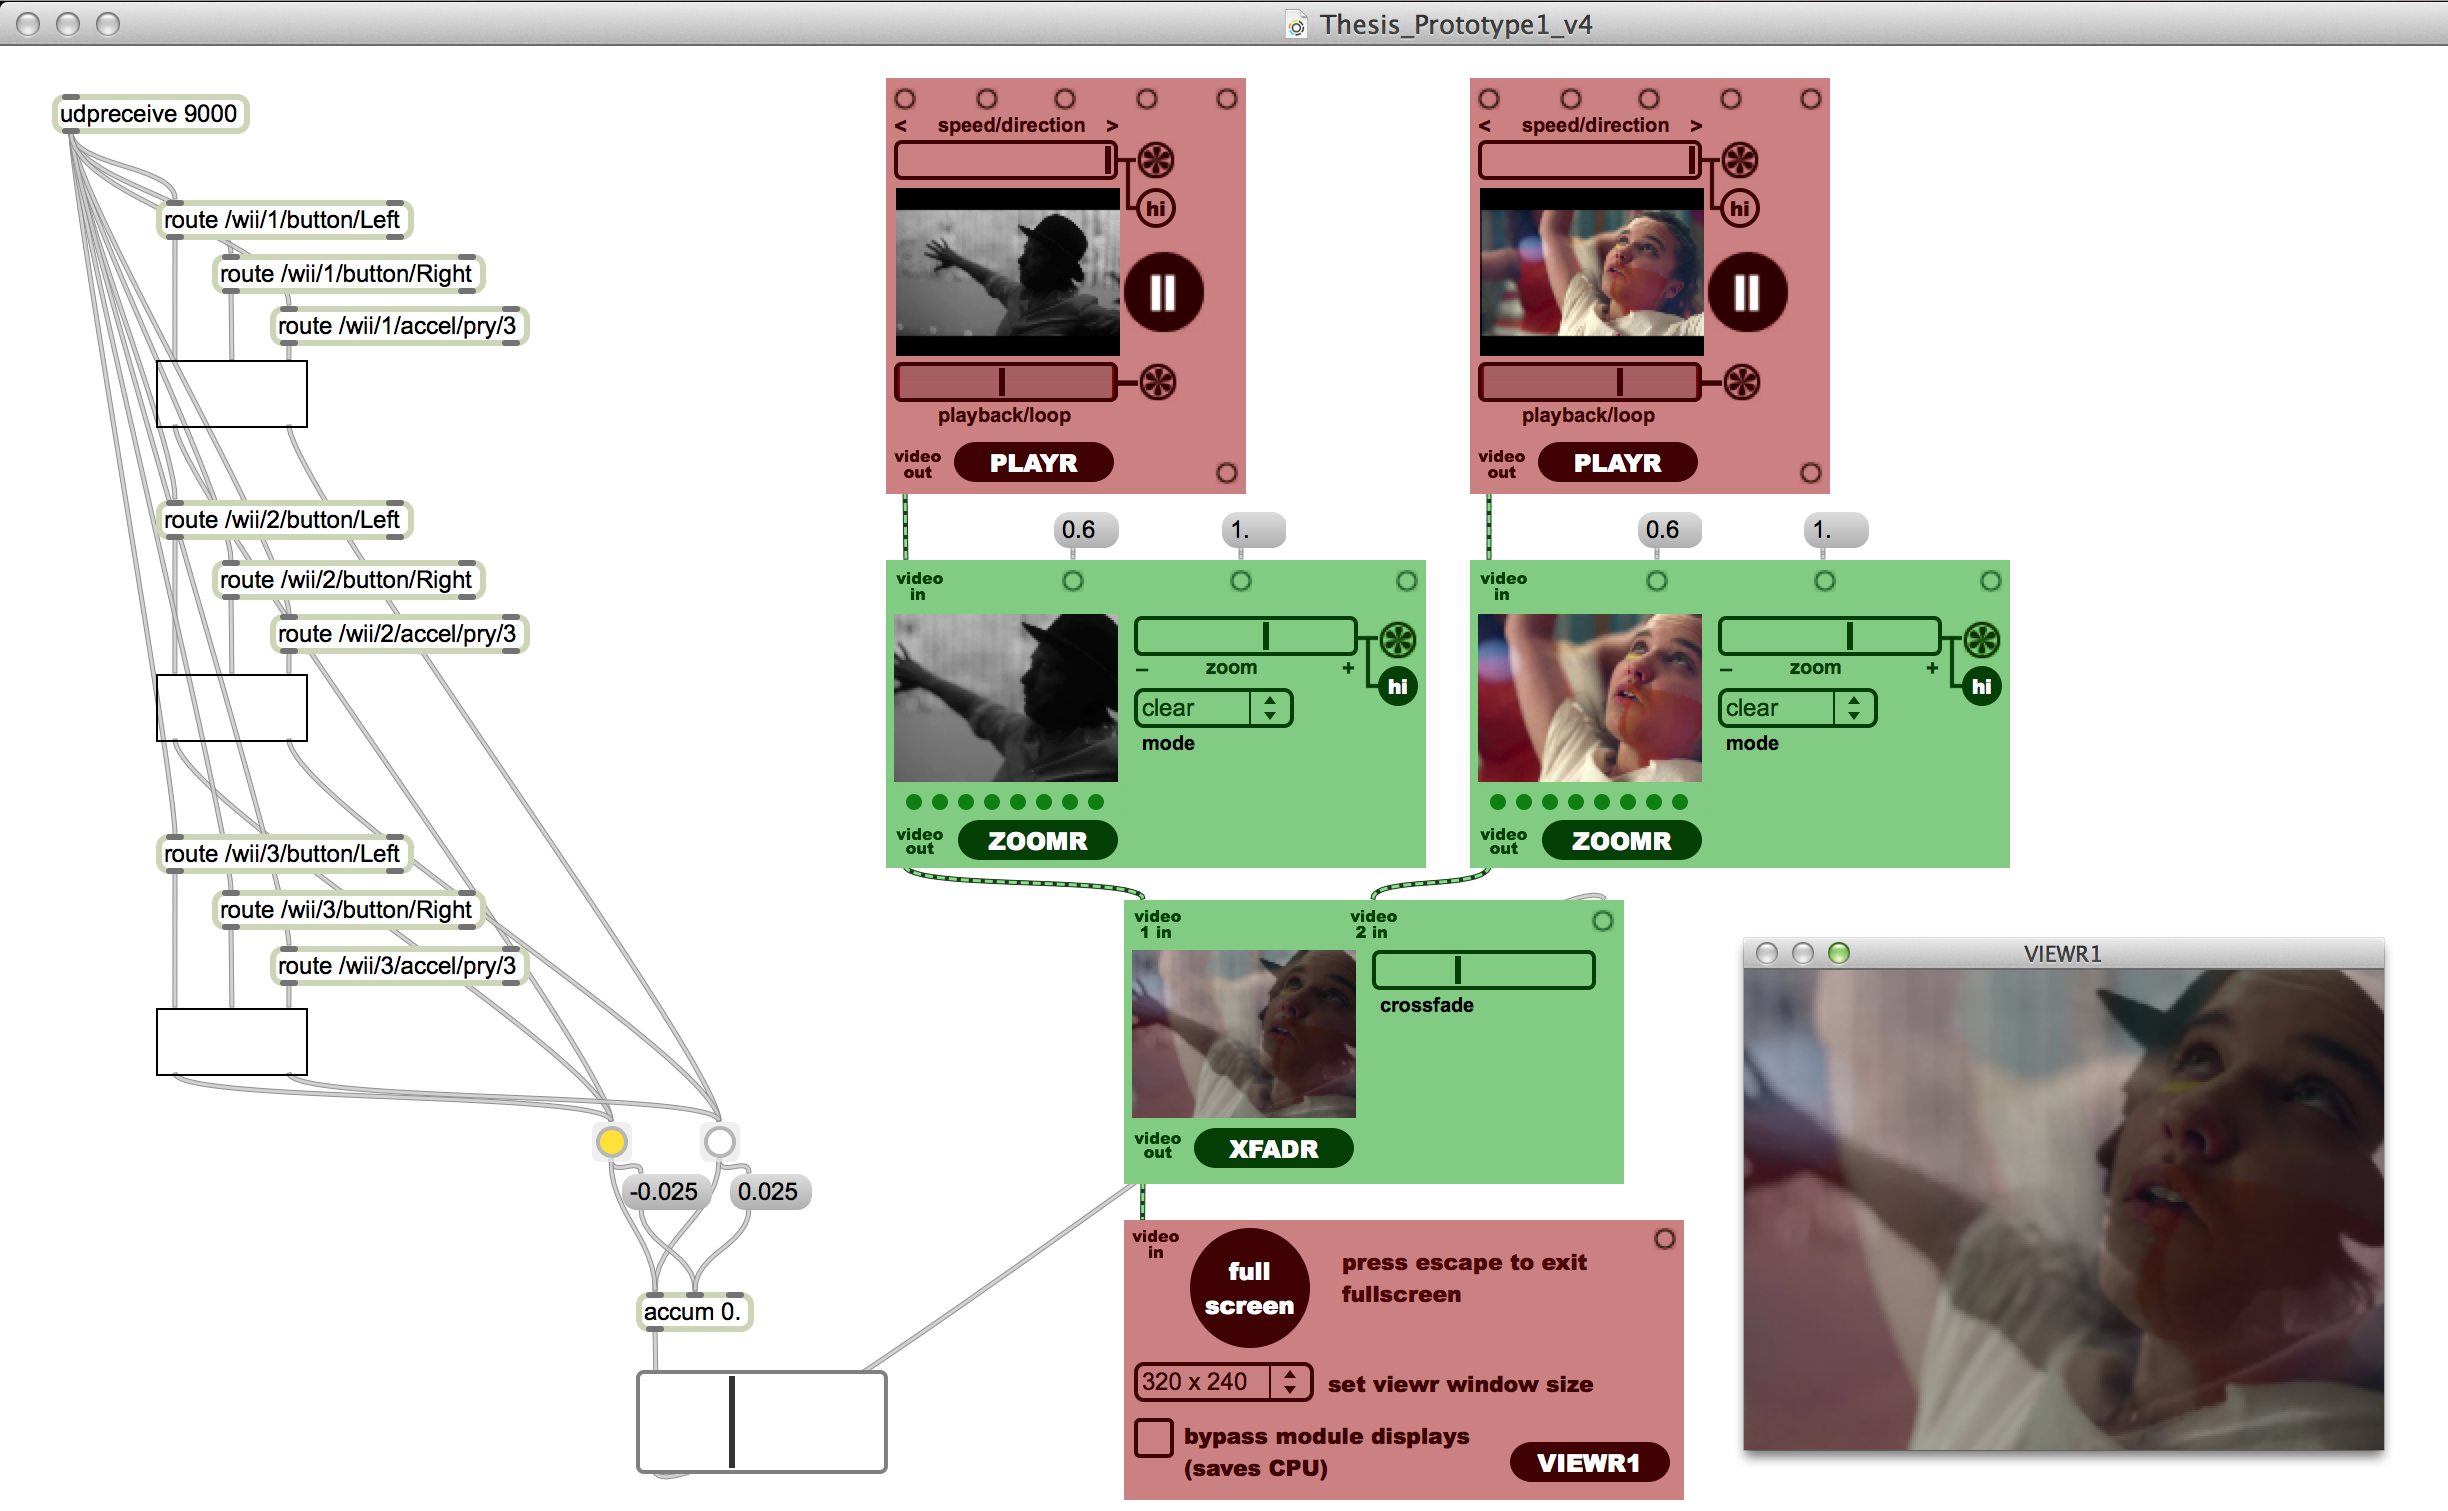 Thesis_Prototype1_v4
udpreceive 9000
route /wii/1/button/Left
route /wii/1/button/Right
route /wii/1/accel/pry/3
route /wii/2/button/Left
route /wii/2/button/Right
route /wii/2/accel/pry/3
route /wii/3/button/Left
route /wii/3/button/Right
route /wii/3/accel/pry/3
-0.025
0.025
accum 0.
< speed/direction >
hi
playback/loop
video
out
PLAYR
< speed/direction >
hi
playback/loop
video
out
PLAYR
0.6
1.
video
in
– zoom +
hi
clear
mode
video
out
ZOOMR
0.6
1.
video
in
– zoom +
hi
clear
mode
video
out
ZOOMR
video
1 in
video
2 in
crossfade
video
out
XFADR
video
in
full
screen
press escape to exit
fullscreen
320 x 240
set viewr window size
bypass module displays
(saves CPU)
VIEWR1
VIEWR1